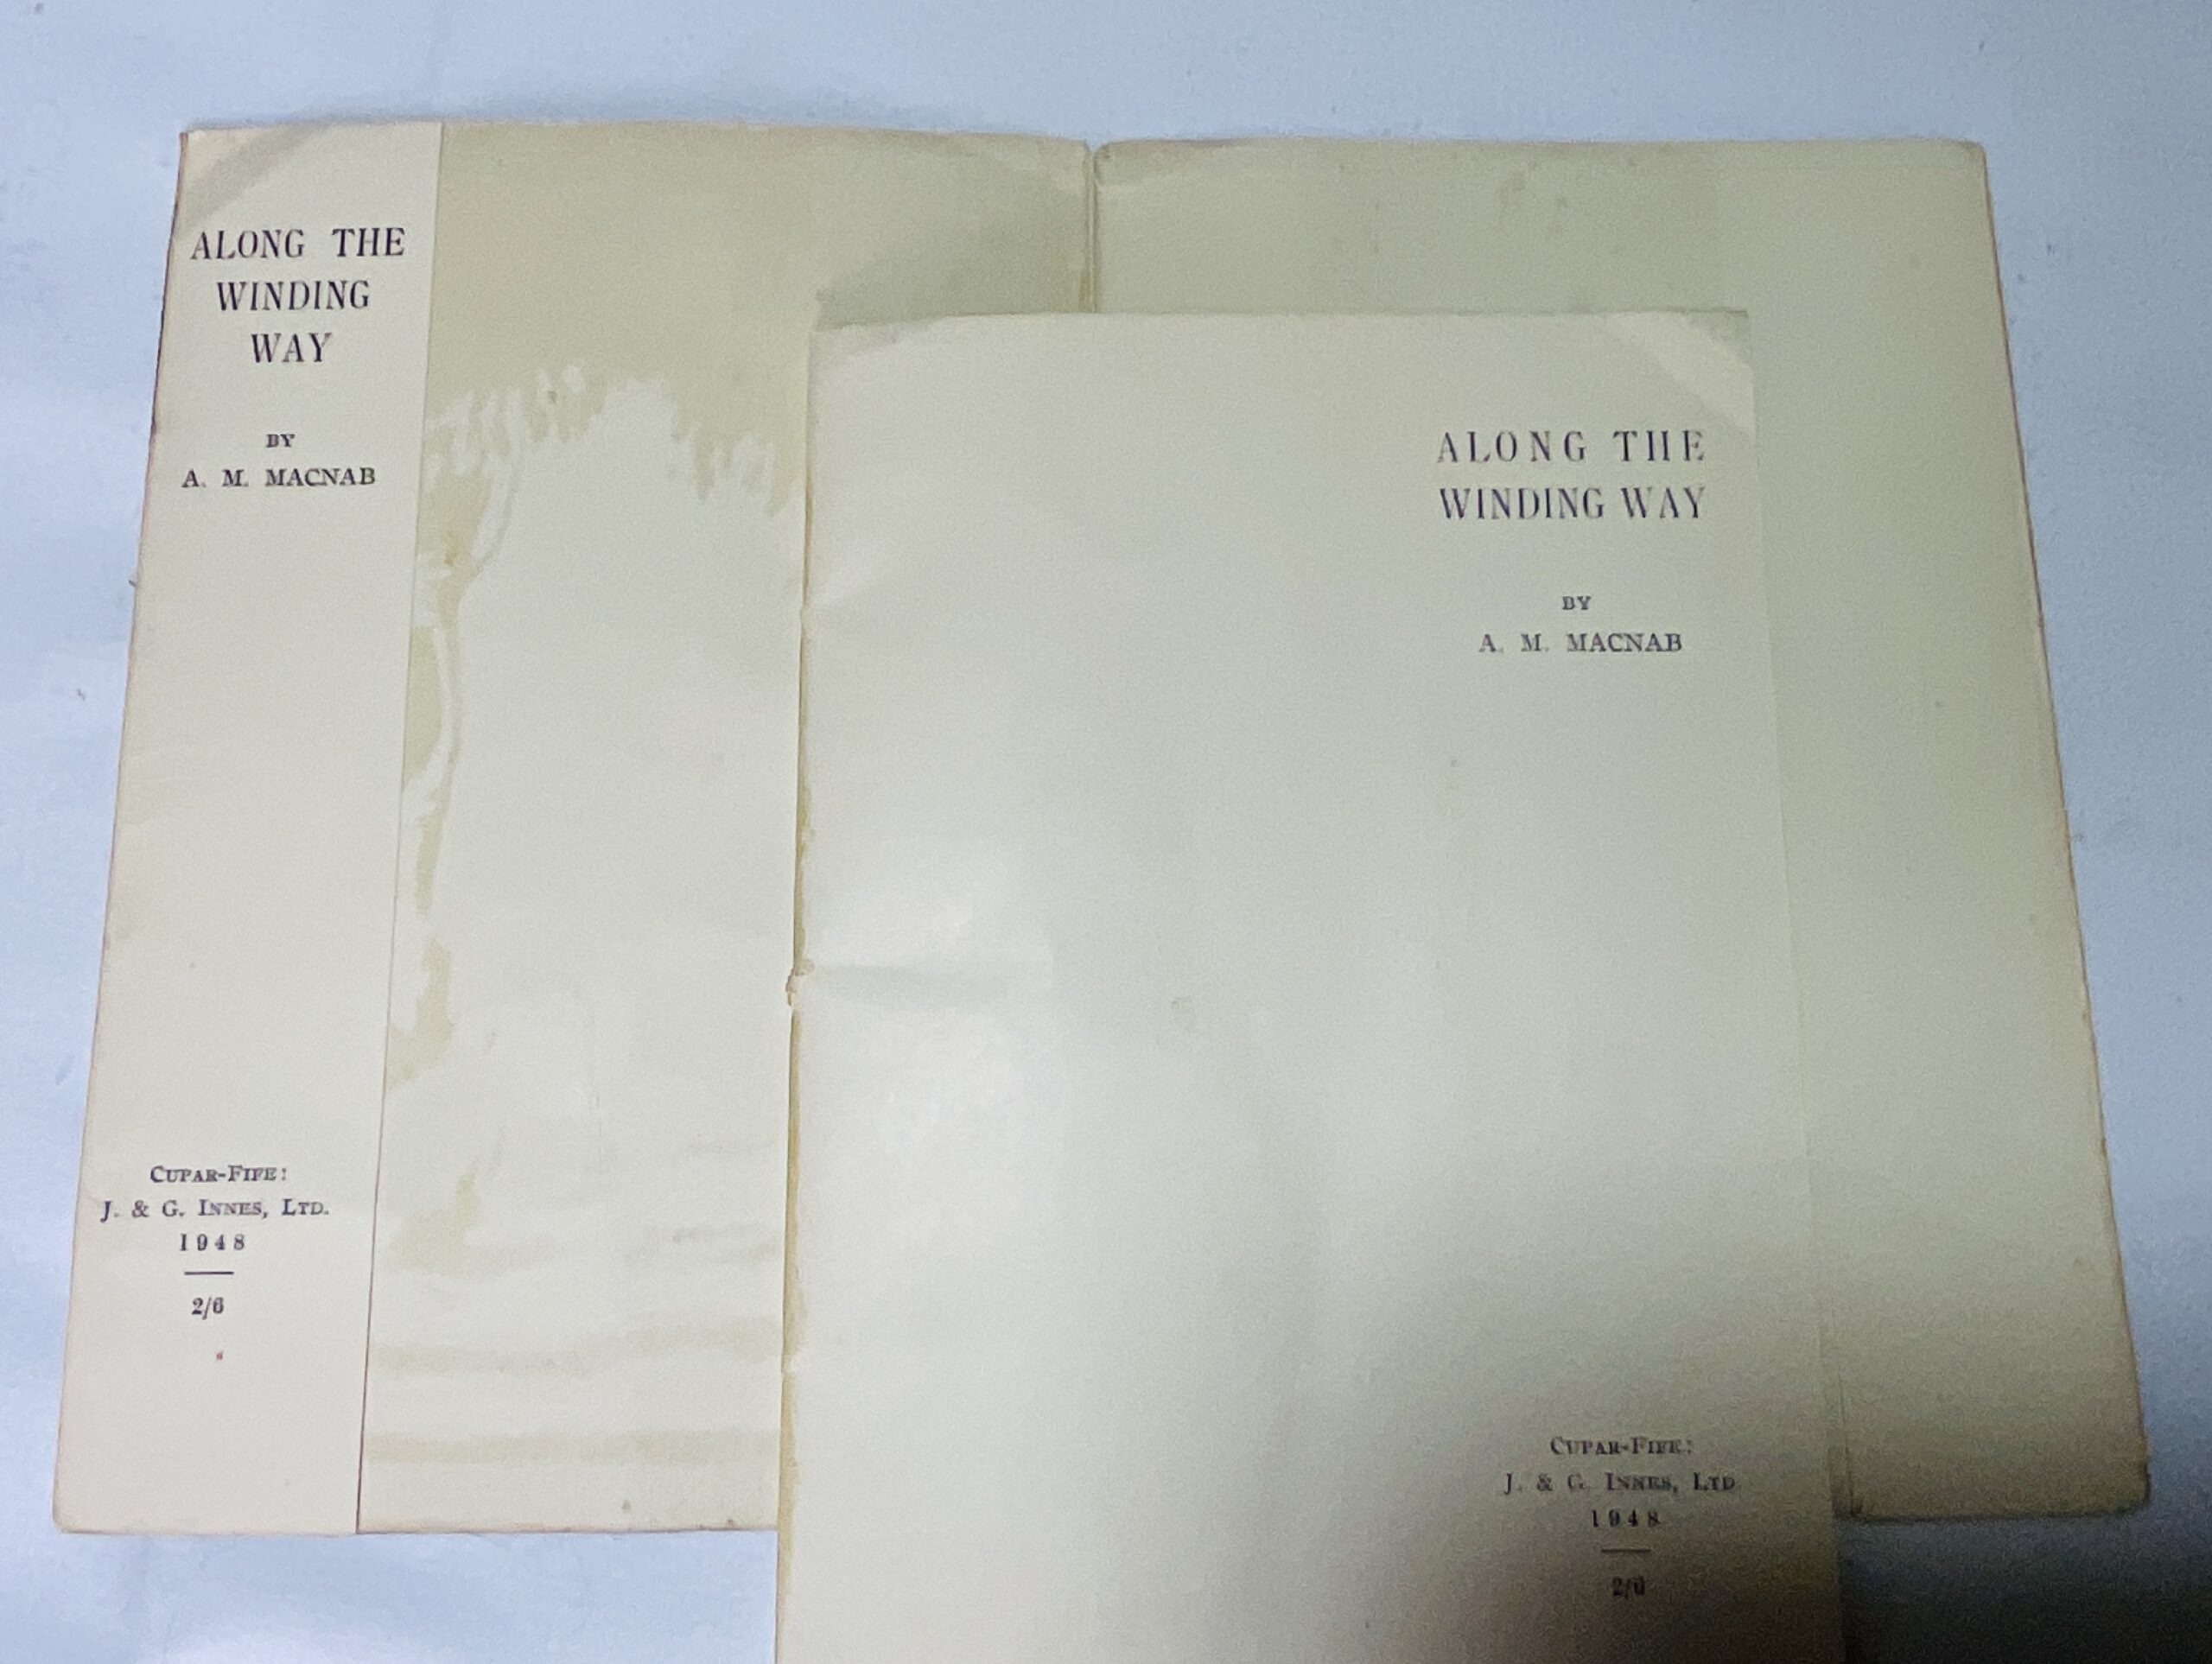 ALONG THE
WINDING
WAY
BY
A. M. MACNAB
CUPAR-FIFE:
J. & G. INNES, LTD.
1948
2/6
ALONG THE
WINDING WAY
BY
A. M. MACNAB
CUPAR-FIFE:
J. & G. INNES, LTD
1948
2/6